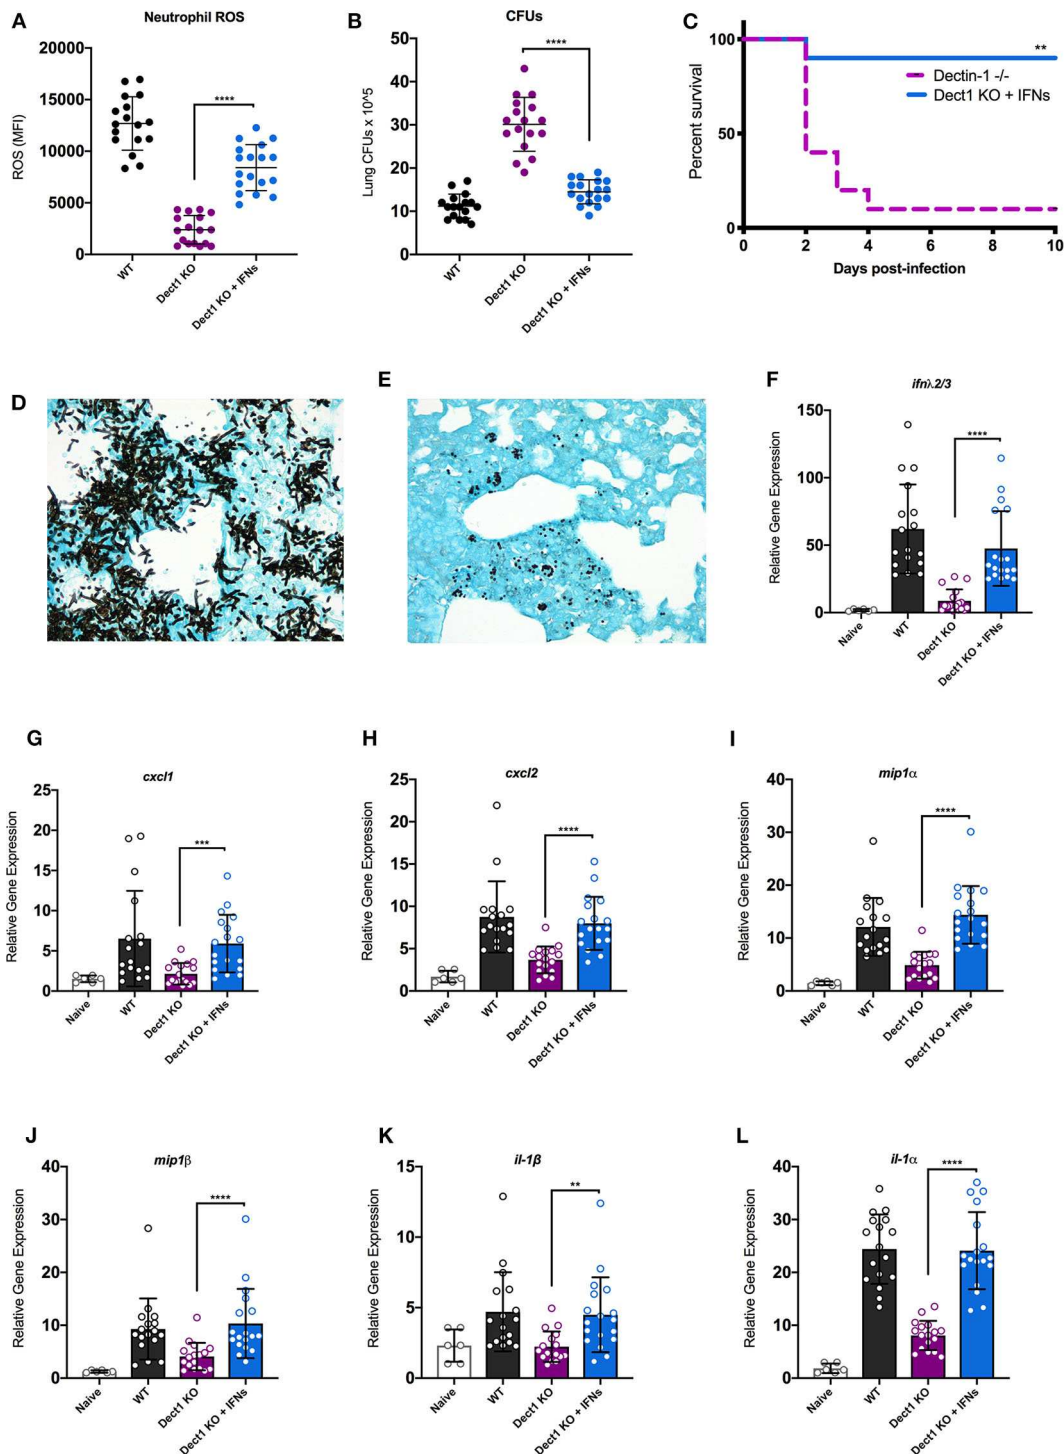 A
Neutrophil ROS
ROS (MFI)
20000
15000
10000
5000
0
****
WT
Dect1 KO
Dect1 KO + IFNs
B
CFUs
Lung CFUs x 10^5
50
40
30
20
10
0
****
WT
Dect1 KO
Dect1 KO + IFNs
C
Percent survival
100
50
0
**
Dectin-1 -/-
Dect1 KO + IFNs
0 2 4 6 8 10
Days post-infection
D
E
F
ifnλ2/3
Relative Gene Expression
150
100
50
0
****
Naive
WT
Dect1 KO
Dect1 KO + IFNs
G
cxcl1
Relative Gene Expression
25
20
15
10
5
0
***
Naive
WT
Dect1 KO
Dect1 KO + IFNs
H
cxcl2
Relative Gene Expression
25
20
15
10
5
0
****
Naive
WT
Dect1 KO
Dect1 KO + IFNs
I
mip1α
Relative Gene Expression
40
30
20
10
0
****
Naive
WT
Dect1 KO
Dect1 KO + IFNs
J
mip1β
Relative Gene Expression
40
30
20
10
0
****
Naive
WT
Dect1 KO
Dect1 KO + IFNs
K
il-1β
Relative Gene Expression
15
10
5
0
**
Naive
WT
Dect1 KO
Dect1 KO + IFNs
L
il-1α
Relative Gene Expression
40
30
20
10
0
****
Naive
WT
Dect1 KO
Dect1 KO + IFNs